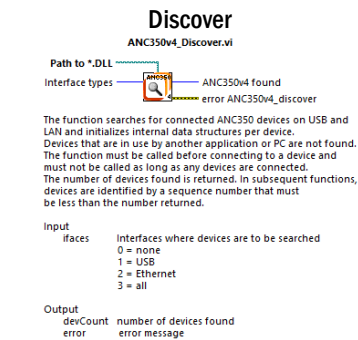 Discover
ANC350v4_Discover.vi
Path to *.DLL
Interface types
ANC350
4
ANC350v4 found
error ANC350v4_discover
The function searches for connected ANC350 devices on USB and
LAN and initializes internal data structures per device.
Devices that are in use by another application or PC are not found.
The function must be called before connecting to a device and
must not be called as long as any devices are connected.
The number of devices found is returned. In subsequent functions,
devices are identified by a sequence number that must
be less than the number returned.
Input
ifaces Interfaces where devices are to be searched
0 = none
1 = USB
2 = Ethernet
3 = all
Output
devCount number of devices found
error error message